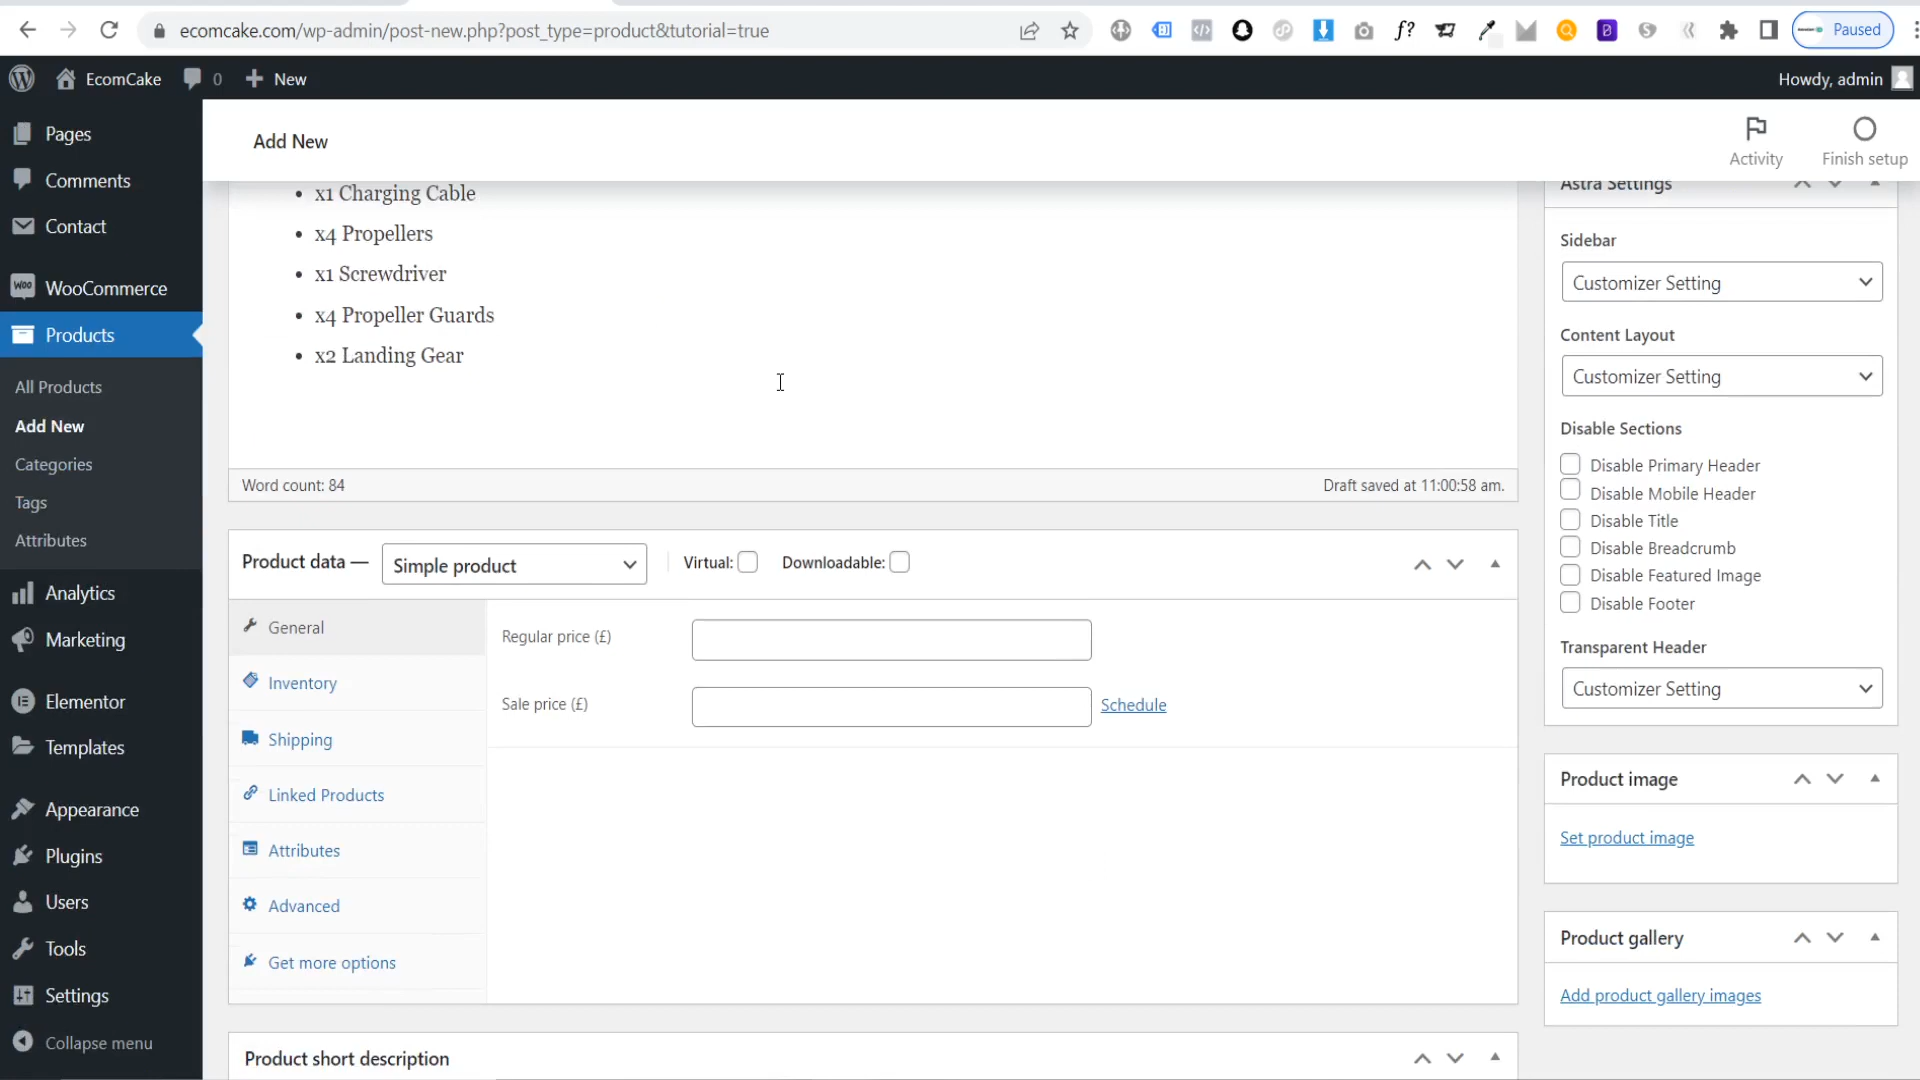 ecomcake.com/wp-admin/post-new.php?post_type=product&tutorial=true
f?
Paused
EcomCake
0
New
Howdy, admin
Pages
Comments
Contact
WooCommerce
Products
All Products
Add New
Categories
Tags
Attributes
Analytics
Marketing
Elementor
Templates
Appearance
Plugins
Users
Tools
Settings
Collapse menu
Add New
Activity
Finish setup
• x1 Charging Cable
• x4 Propellers
• x1 Screwdriver
• x4 Propeller Guards
• x2 Landing Gear
Word count: 84
Draft saved at 11:00:58 am.
Product data —
Simple product
Virtual:
Downloadable:
General
Inventory
Shipping
Linked Products
Attributes
Advanced
Get more options
Regular price (£)
Sale price (£)
Schedule
Product short description
Astra Settings
Sidebar
Customizer Setting
Content Layout
Customizer Setting
Disable Sections
Disable Primary Header
Disable Mobile Header
Disable Title
Disable Breadcrumb
Disable Featured Image
Disable Footer
Transparent Header
Customizer Setting
Product image
Set product image
Product gallery
Add product gallery images